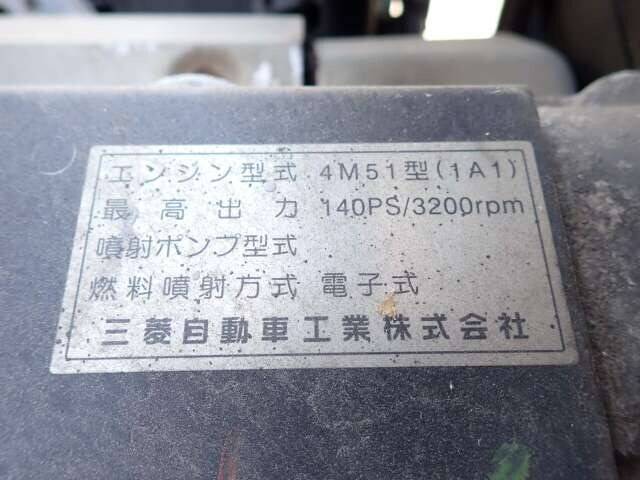 エンジン型式 4M51型(1A1)
最高出力 140PS/3200rpm
噴射ポンプ型式
燃料噴射方式 電子式
三菱自動車工業株式会社